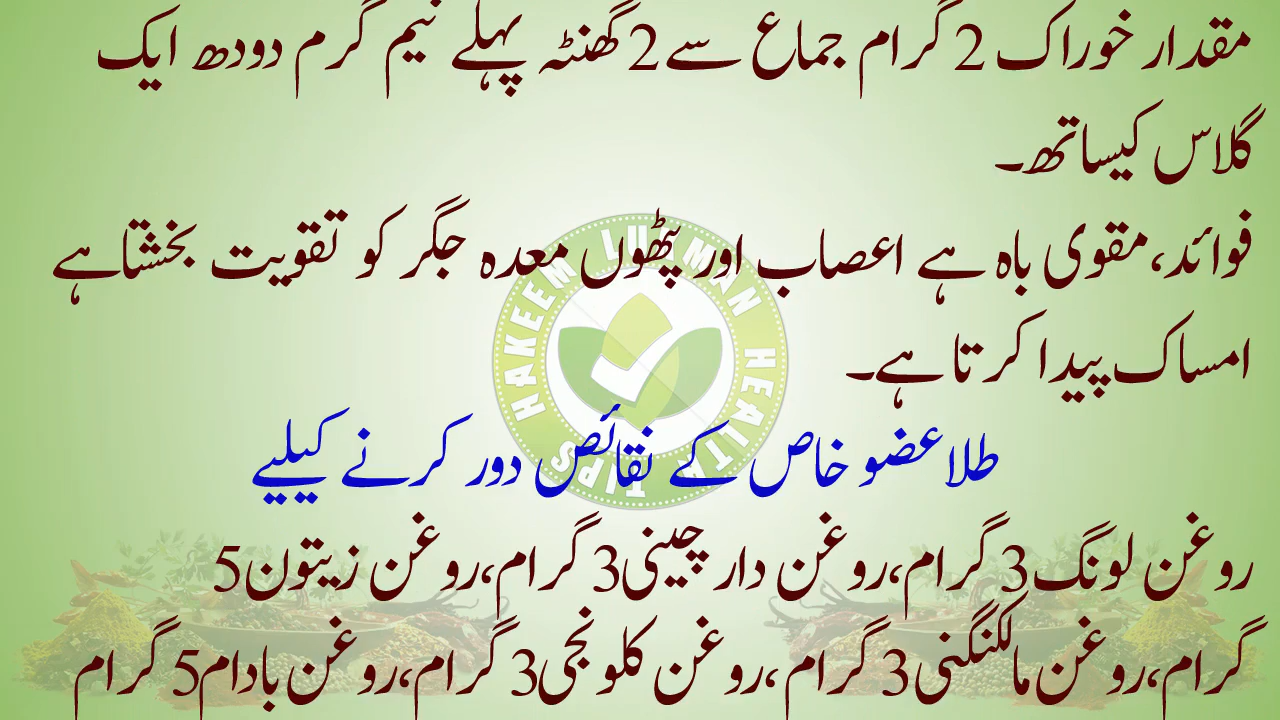 مقدار خوراک 2 گرام جماع سے 2 گھنٹہ پہلے نیم گرم دودھ ایک
گلاس کیساتھ۔
فوائد،مقوی باہ ہے اعصاب اور پٹھوں معدہ جگر کو تقویت بخشتا ہے
امساک پیدا کرتا ہے۔
طلا عضو خاص کے نقائص دور کرنے کیلیے
روغن لونگ 3 گرام،روغن دار چینی 3 گرام،روغن زیتون 5
گرام،روغن مالکنگنی 3 گرام ،روغن کلونجی 3 گرام،روغن بادام 5 گرام
HAKEEM LUKMAN HEALTH TIPS